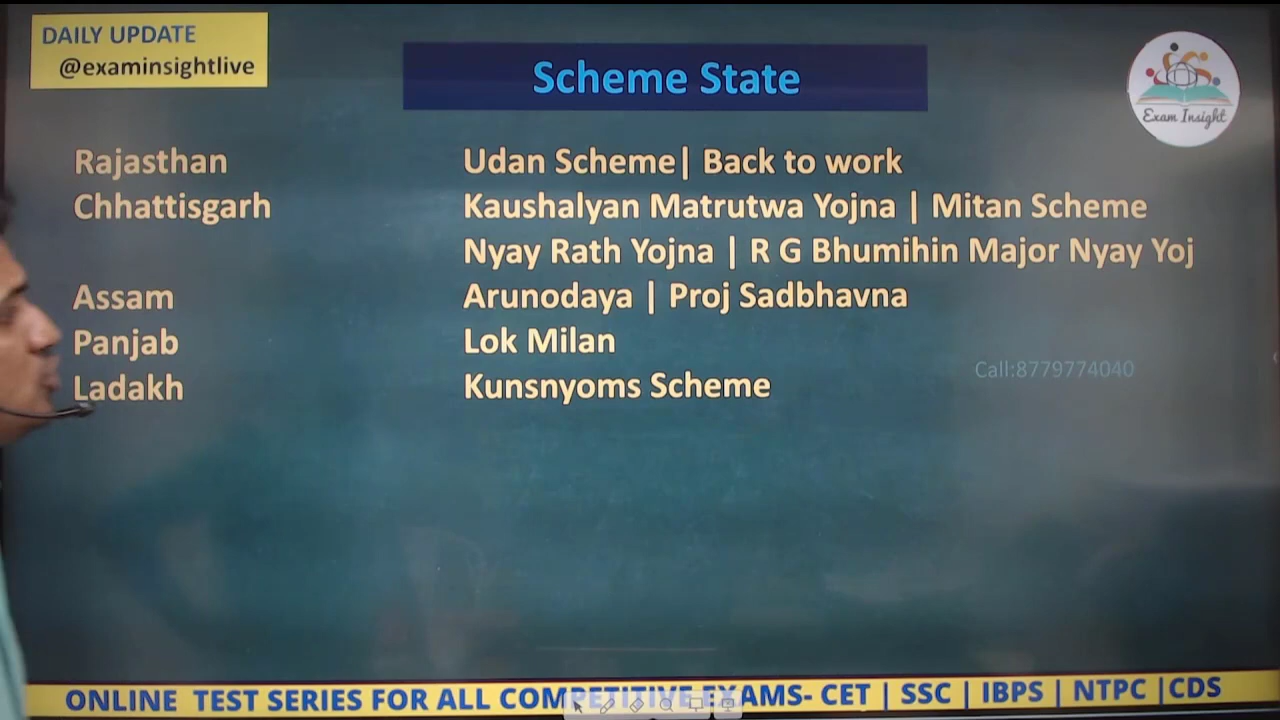 DAILY UPDATE
@examinsightlive
Scheme State
Exam Insight
Rajasthan Udan Scheme| Back to work
Chhattisgarh Kaushalyan Matrutwa Yojna | Mitan Scheme
Nyay Rath Yojna | R G Bhumihin Major Nyay Yoj
Assam Arunodaya | Proj Sadbhavna
Panjab Lok Milan
Ladakh Kunsnyoms Scheme
Call:8779774040
ONLINE TEST SERIES FOR ALL COMPETITIVE EXAMS- CET | SSC | IBPS | NTPC |CDS